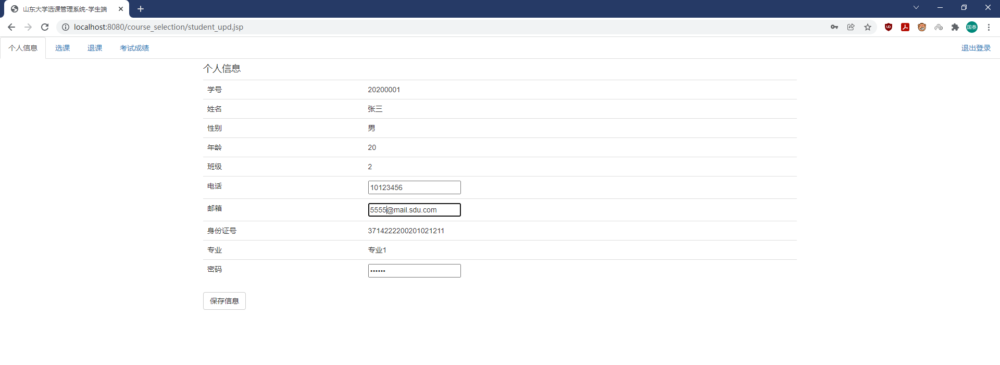 山东大学选课管理系统-学生端
localhost:8080/course_selection/student_upd.jsp
国泰
个人信息 选课 退课 考试成绩 退出登录
个人信息
学号 20200001
姓名 张三
性别 男
年龄 20
班级 2
电话 10123456
邮箱 5555@mail.sdu.com
身份证号 3714222200201021211
专业 专业1
密码 ••••••
保存信息